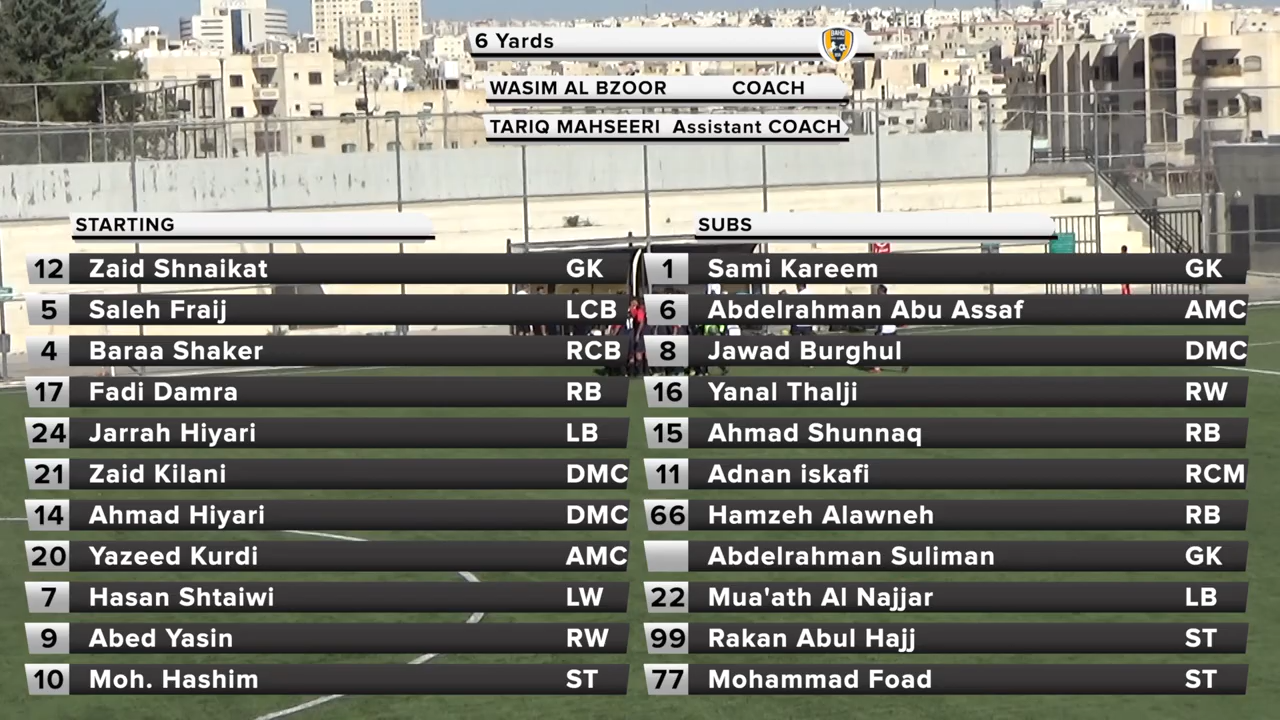 6 Yards
WASIM AL BZOOR COACH
TARIQ MAHSEERI Assistant COACH
STARTING
12 Zaid Shnaikat GK
5 Saleh Fraij LCB
4 Baraa Shaker RCB
17 Fadi Damra RB
24 Jarrah Hiyari LB
21 Zaid Kilani DMC
14 Ahmad Hiyari DMC
20 Yazeed Kurdi AMC
7 Hasan Shtaiwi LW
9 Abed Yasin RW
10 Moh. Hashim ST
SUBS
1 Sami Kareem GK
6 Abdelrahman Abu Assaf AMC
8 Jawad Burghul DMC
16 Yanal Thalji RW
15 Ahmad Shunnaq RB
11 Adnan iskafi RCM
66 Hamzeh Alawneh RB
Abdelrahman Suliman GK
22 Mua'ath Al Najjar LB
99 Rakan Abul Hajj ST
77 Mohammad Foad ST